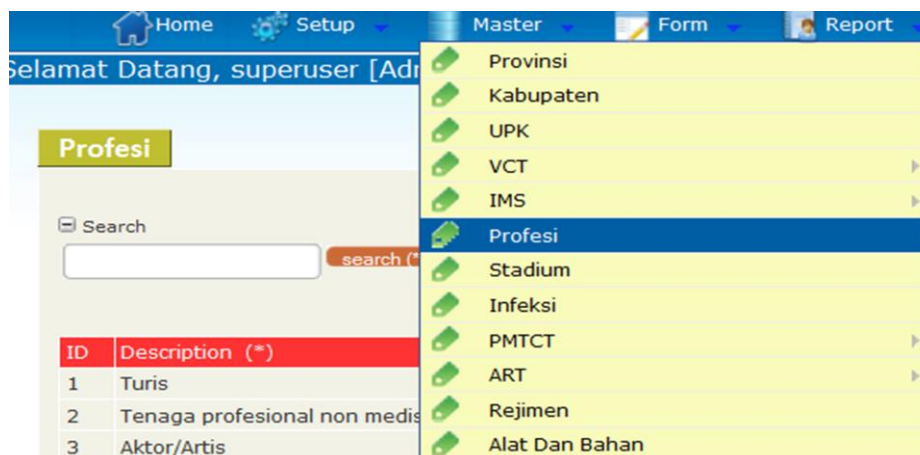 Home Setup Master Form Report
Selamat Datang, superuser [Ad
Provinsi
Kabupaten
UPK
VCT
IMS
Profesi
Stadium
Infeksi
PMTCT
ART
Rejimen
Alat Dan Bahan
Profesi
Search
search (*
ID Description (*)
1 Turis
2 Tenaga profesional non medis
3 Aktor/Artis